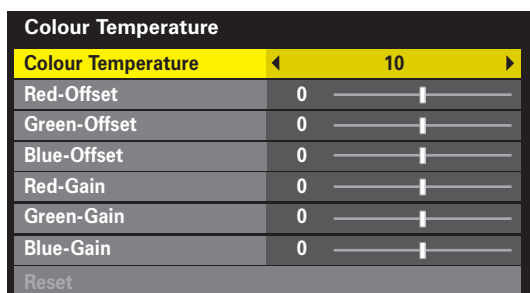 Colour Temperature
Colour Temperature 10
Red-Offset 0
Green-Offset 0
Blue-Offset 0
Red-Gain 0
Green-Gain 0
Blue-Gain 0
Reset